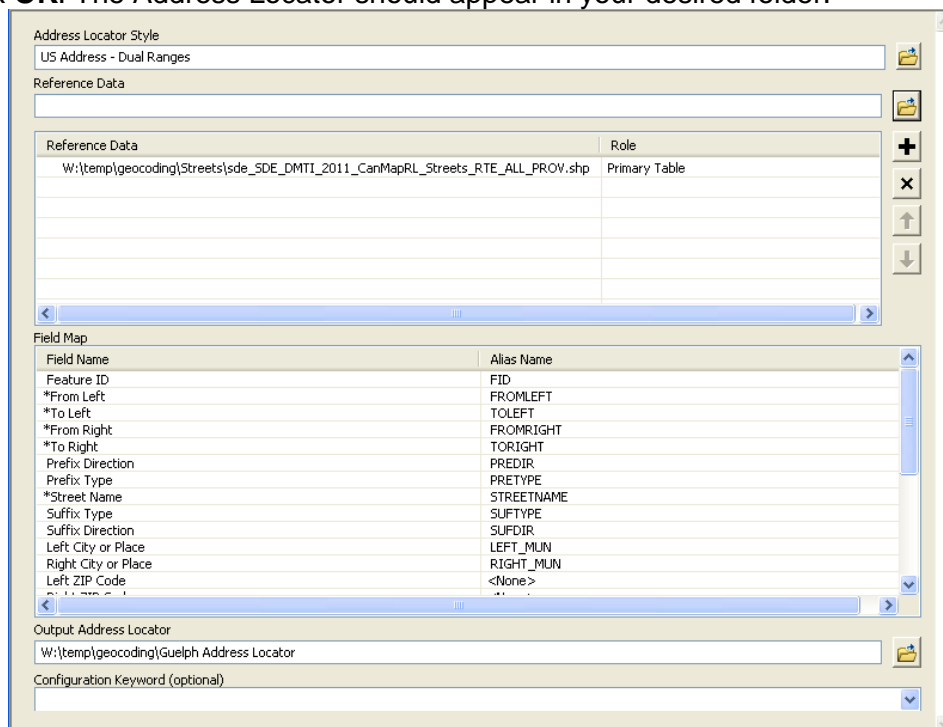 OK. The Address Locator should appear in your desired folder.
Address Locator Style
US Address - Dual Ranges
Reference Data
Reference Data Role
W:\temp\geocoding\Streets\sde_SDE_DMTI_2011_CanMapRL_Streets_RTE_ALL_PROV.shp Primary Table
Field Map
Field Name Alias Name
Feature ID FID
*From Left FROMLEFT
*To Left TOLEFT
*From Right FROMRIGHT
*To Right TORIGHT
Prefix Direction PREDIR
Prefix Type PRETYPE
*Street Name STREETNAME
Suffix Type SUFTYPE
Suffix Direction SUFDIR
Left City or Place LEFT_MUN
Right City or Place RIGHT_MUN
Left ZIP Code <None>
Output Address Locator
W:\temp\geocoding\Guelph Address Locator
Configuration Keyword (optional)